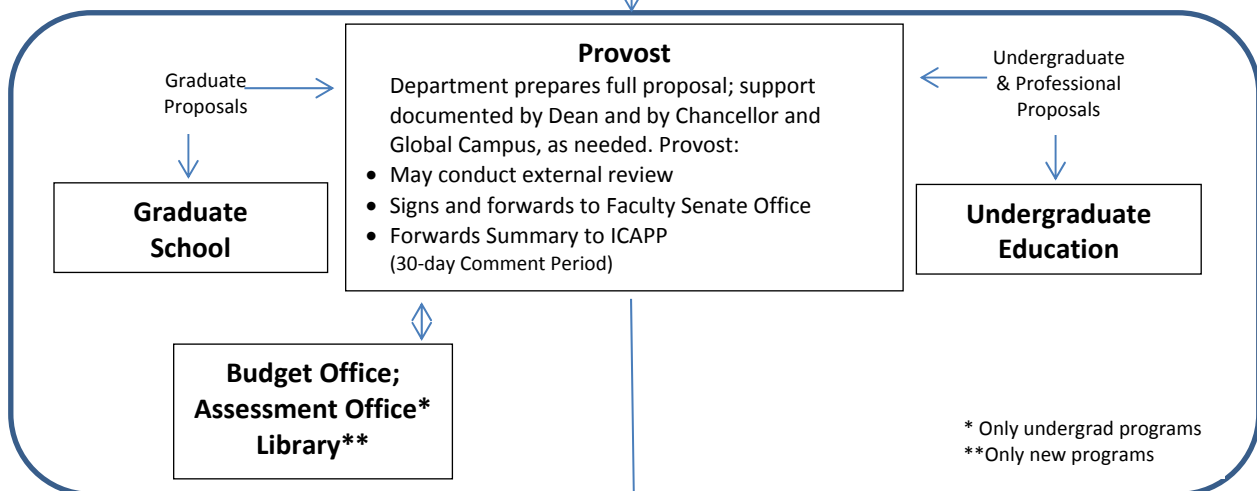 Provost
Department prepares full proposal; support
documented by Dean and by Chancellor and
Global Campus, as needed. Provost:
• May conduct external review
• Signs and forwards to Faculty Senate Office
• Forwards Summary to ICAPP
(30-day Comment Period)
Graduate
Proposals
Undergraduate
& Professional
Proposals
Graduate
School
Undergraduate
Education
Budget Office;
Assessment Office*
Library**
* Only undergrad programs
**Only new programs